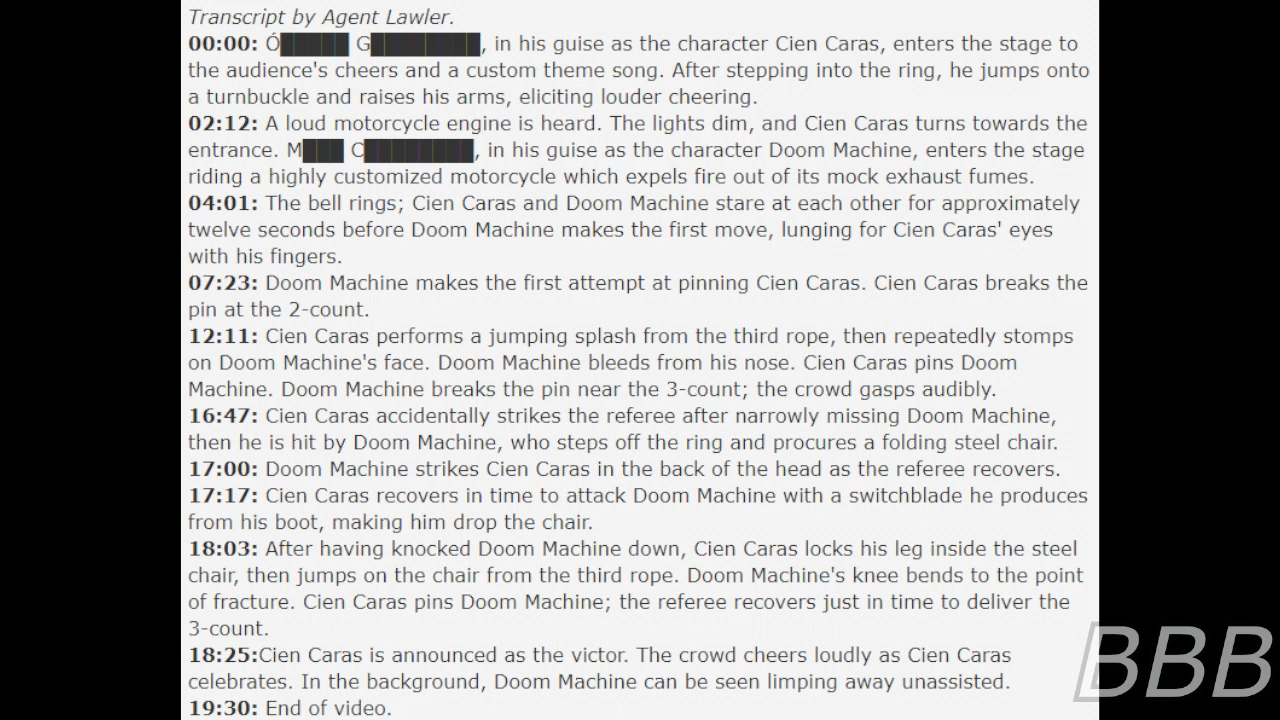 Transcript by Agent Lawler.
00:00: Ó█████ G████████, in his guise as the character Cien Caras, enters the stage to
the audience's cheers and a custom theme song. After stepping into the ring, he jumps onto
a turnbuckle and raises his arms, eliciting louder cheering.
02:12: A loud motorcycle engine is heard. The lights dim, and Cien Caras turns towards the
entrance. M███ C████████, in his guise as the character Doom Machine, enters the stage
riding a highly customized motorcycle which expels fire out of its mock exhaust fumes.
04:01: The bell rings; Cien Caras and Doom Machine stare at each other for approximately
twelve seconds before Doom Machine makes the first move, lunging for Cien Caras' eyes
with his fingers.
07:23: Doom Machine makes the first attempt at pinning Cien Caras. Cien Caras breaks the
pin at the 2-count.
12:11: Cien Caras performs a jumping splash from the third rope, then repeatedly stomps
on Doom Machine's face. Doom Machine bleeds from his nose. Cien Caras pins Doom
Machine. Doom Machine breaks the pin near the 3-count; the crowd gasps audibly.
16:47: Cien Caras accidentally strikes the referee after narrowly missing Doom Machine,
then he is hit by Doom Machine, who steps off the ring and procures a folding steel chair.
17:00: Doom Machine strikes Cien Caras in the back of the head as the referee recovers.
17:17: Cien Caras recovers in time to attack Doom Machine with a switchblade he produces
from his boot, making him drop the chair.
18:03: After having knocked Doom Machine down, Cien Caras locks his leg inside the steel
chair, then jumps on the chair from the third rope. Doom Machine's knee bends to the point
of fracture. Cien Caras pins Doom Machine; the referee recovers just in time to deliver the
3-count.
18:25:Cien Caras is announced as the victor. The crowd cheers loudly as Cien Caras
celebrates. In the background, Doom Machine can be seen limping away unassisted.
19:30: End of video.
BBB